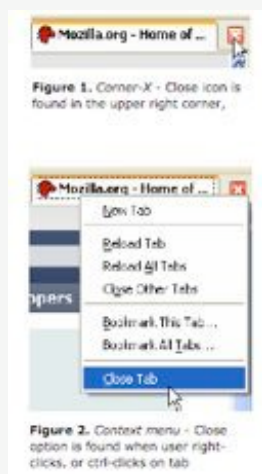 Mozilla.org - Home of ...
Figure 1. Corner-X - Close icon is
found in the upper right corner,
Mozilla.org - Home of ...
New Tab
Reload Tab
Reload All Tabs
Close Other Tabs
Bookmark This Tab ...
Bookmark All Tabs ...
Close Tab
oppers
Figure 2. Context menu - Close
option is found when user right-
clicks, or ctrl-clicks on tab